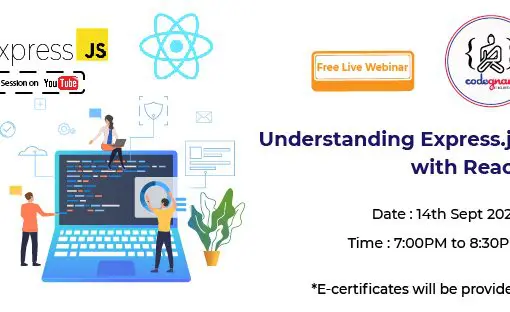 xpress JS
Session on YouTube
Free Live Webinar
codegnan
Understanding Express.j
with Reac
Date : 14th Sept 202
Time : 7:00PM to 8:30P
*E-certificates will be provide